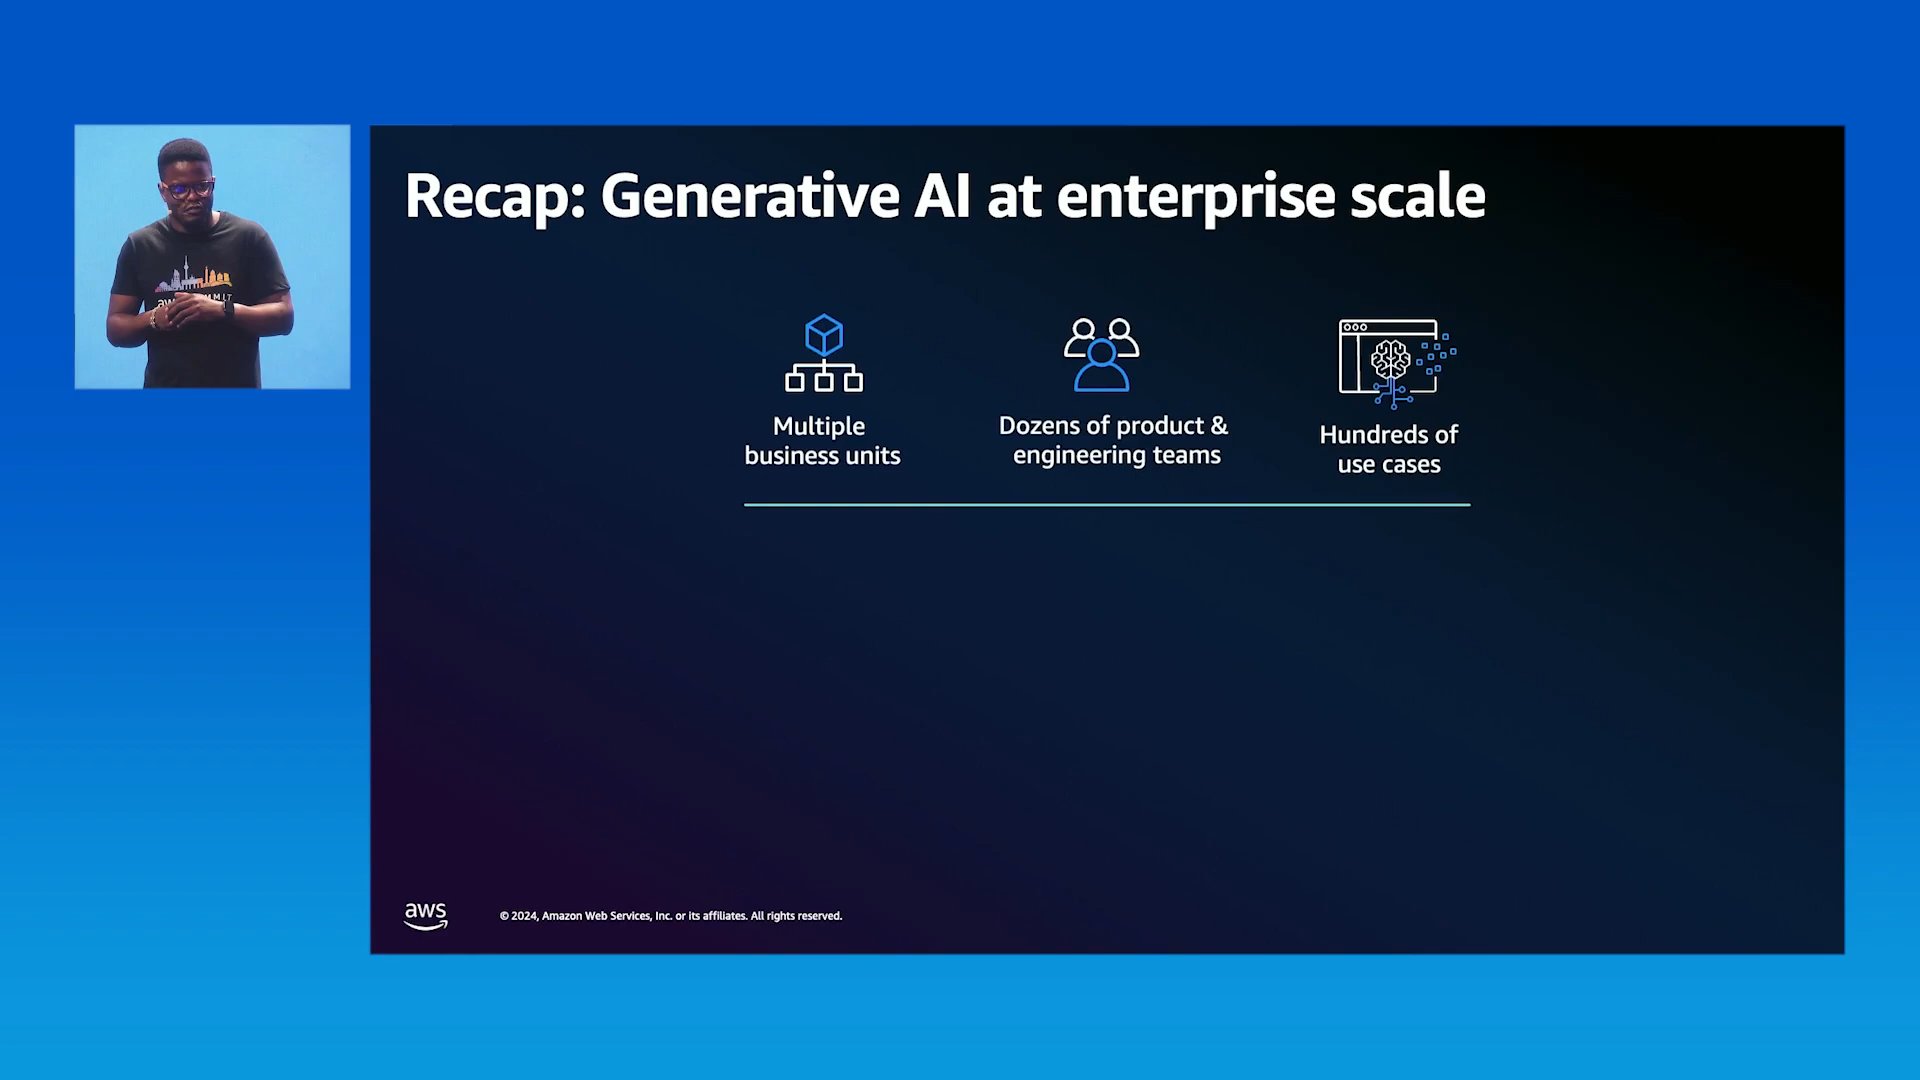 Recap: Generative AI at enterprise scale
Multiple
business units
Dozens of product &
engineering teams
Hundreds of
use cases
aws
© 2024, Amazon Web Services, Inc. or its affiliates. All rights reserved.